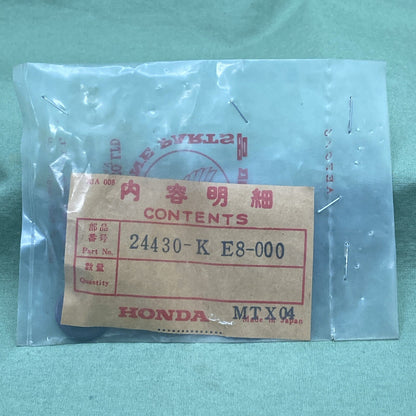 内容明細
CONTENTS
部品番号
Part No.
24430-K E8-000
数量
Quantity
HONDA
MTX04
Made in Japan